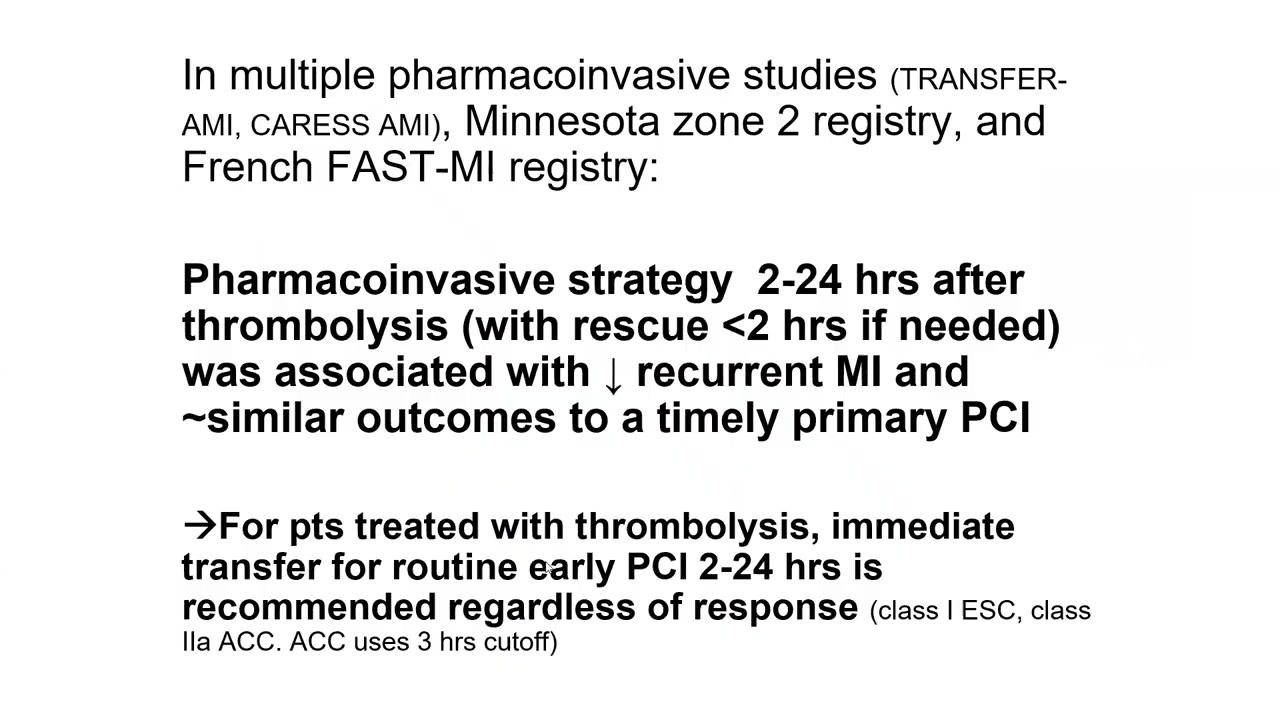 In multiple pharmacoinvasive studies (TRANSFER-
AMI, CARESS AMI), Minnesota zone 2 registry, and
French FAST-MI registry:
Pharmacoinvasive strategy  2-24 hrs after
thrombolysis (with rescue <2 hrs if needed)
was associated with ↓ recurrent MI and
~similar outcomes to a timely primary PCI
→For pts treated with thrombolysis, immediate
transfer for routine early PCI 2-24 hrs is
recommended regardless of response (class I ESC, class
IIa ACC. ACC uses 3 hrs cutoff)